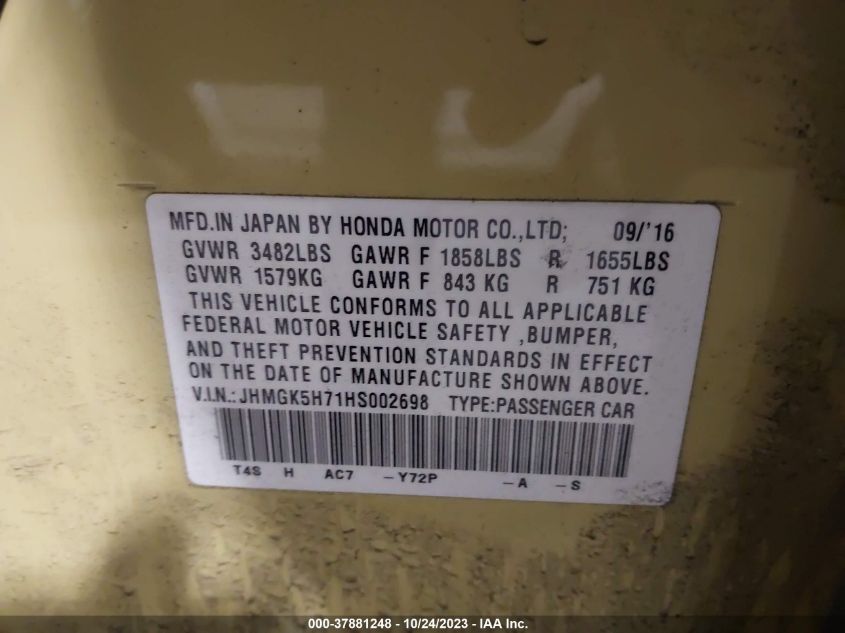 MFD.IN JAPAN BY HONDA MOTOR CO.,LTD; 09/'16
GVWR 3482LBS GAWR F 1858LBS R 1655LBS
GVWR 1579KG GAWR F 843 KG R 751 KG
THIS VEHICLE CONFORMS TO ALL APPLICABLE
FEDERAL MOTOR VEHICLE SAFETY ,BUMPER,
AND THEFT PREVENTION STANDARDS IN EFFECT
ON THE DATE OF MANUFACTURE SHOWN ABOVE.
V.I.N.: JHMGK5H71HS002698 TYPE:PASSENGER CAR
T4S H AC7 -Y72P -A -S
000-37881248 - 10/24/2023 - IAA Inc.